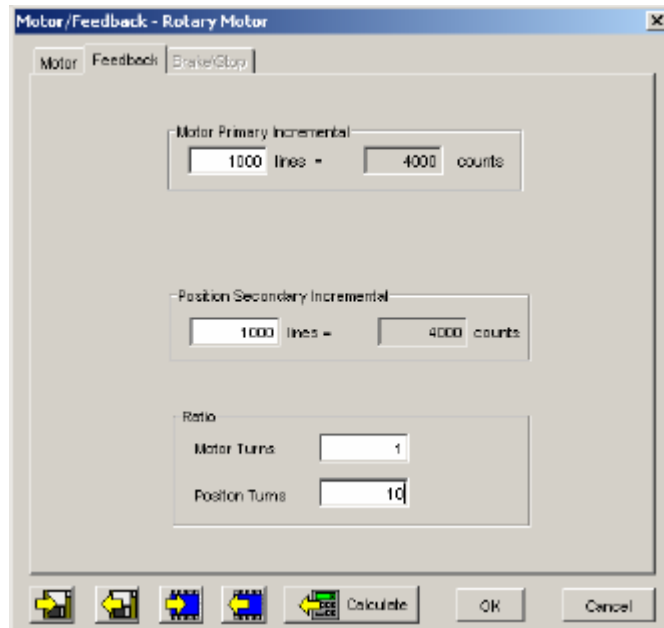 Motor/Feedback - Rotary Motor
Motor Feedback Brake/Stop
Motor Primary Incremental
1000 lines = 4000 counts
Position Secondary Incremental
1000 lines = 4000 counts
Ratio
Motor Turns 1
Position Turns 10
Calculate OK Cancel